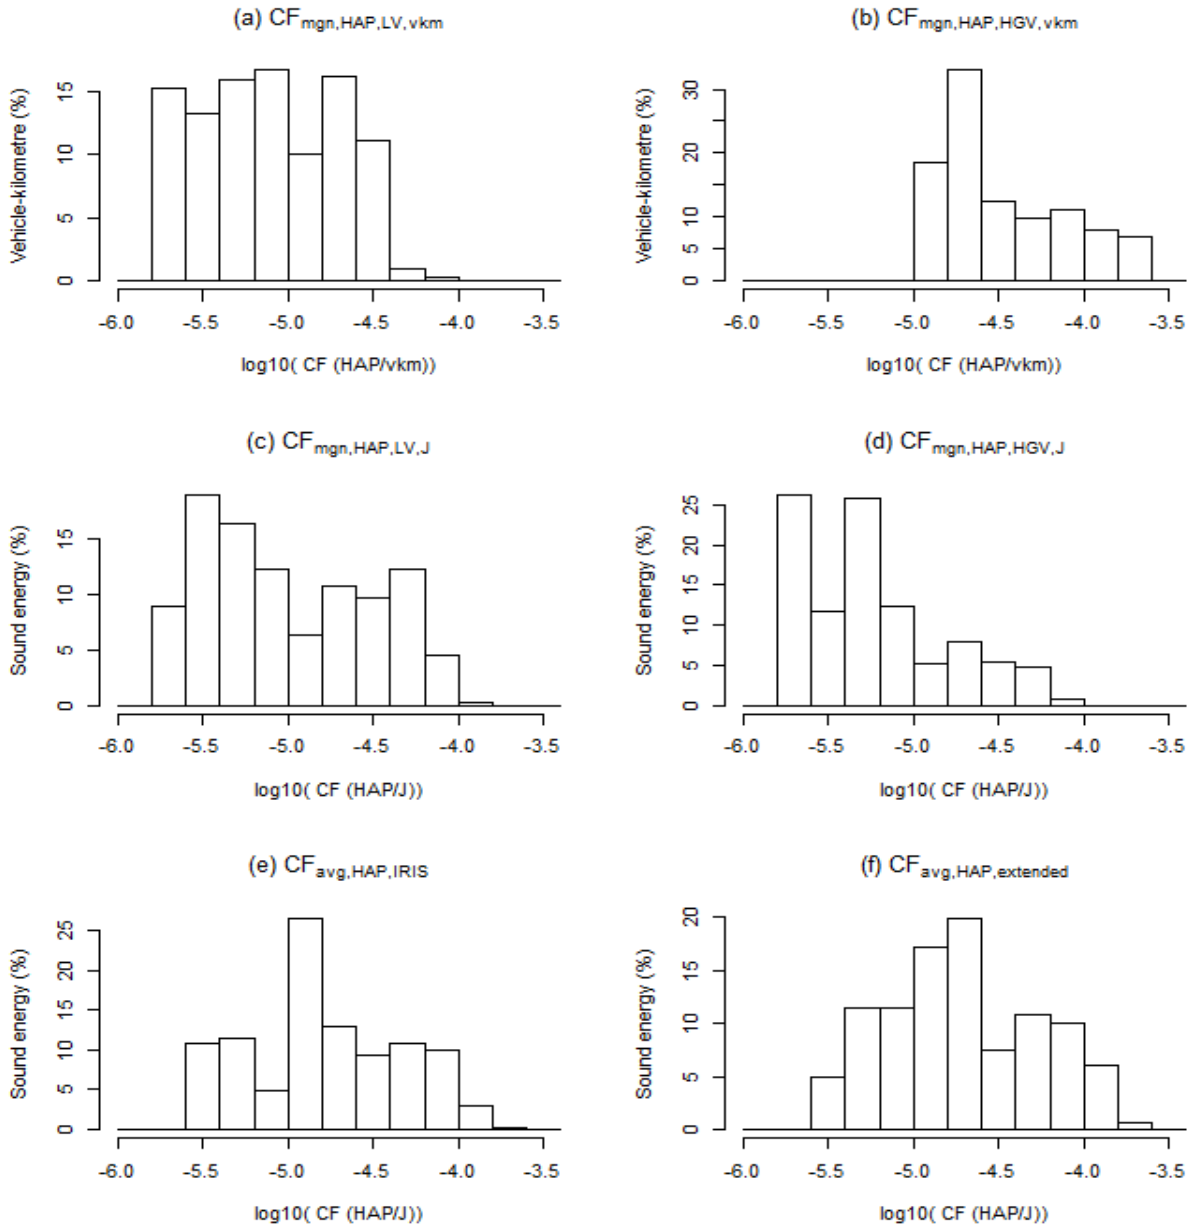 (a) CFmgn,HAP,LV,vkm
Vehicle-kilometre (%)
15
10
5
0
-6.0 -5.5 -5.0 -4.5 -4.0 -3.5
log10( CF (HAP/vkm))
(b) CFmgn,HAP,HGV,vkm
Vehicle-kilometre (%)
30
20
10
5
0
-6.0 -5.5 -5.0 -4.5 -4.0 -3.5
log10( CF (HAP/vkm))
(c) CFmgn,HAP,LV,J
Sound energy (%)
15
10
5
0
-6.0 -5.5 -5.0 -4.5 -4.0 -3.5
log10( CF (HAP/J))
(d) CFmgn,HAP,HGV,J
Sound energy (%)
25
20
15
10
5
0
-6.0 -5.5 -5.0 -4.5 -4.0 -3.5
log10( CF (HAP/J))
(e) CFavg,HAP,IRIS
Sound energy (%)
25
20
15
10
5
0
-6.0 -5.5 -5.0 -4.5 -4.0 -3.5
log10( CF (HAP/J))
(f) CFavg,HAP,extended
Sound energy (%)
20
15
10
5
0
-6.0 -5.5 -5.0 -4.5 -4.0 -3.5
log10( CF (HAP/J))